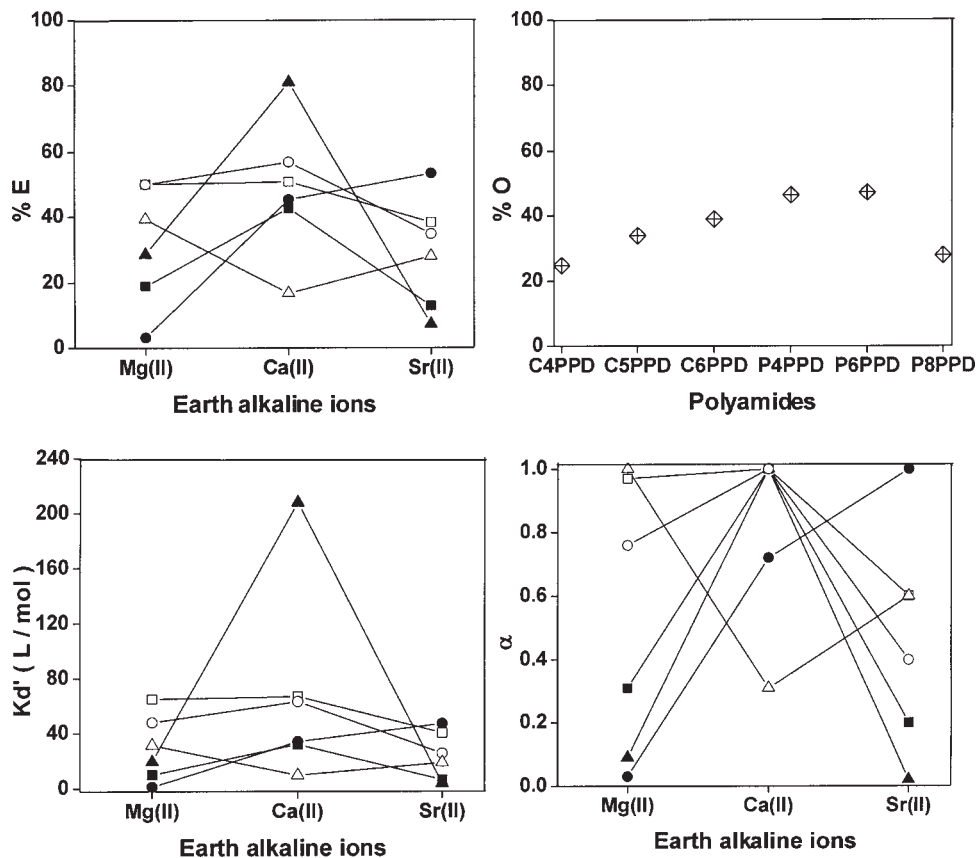 100
80
60
40
20
0
% E
Mg(II) Ca(II) Sr(II)
Earth alkaline ions
100
80
60
40
20
0
% O
C4PPD C5PPD C6PPD P4PPD P6PPD P8PPD
Polyamides
240
200
160
120
80
40
0
Kd' ( L / mol )
Mg(II) Ca(II) Sr(II)
Earth alkaline ions
1.0
0.8
0.6
0.4
0.2
0.0
α
Mg(II) Ca(II) Sr(II)
Earth alkaline ions